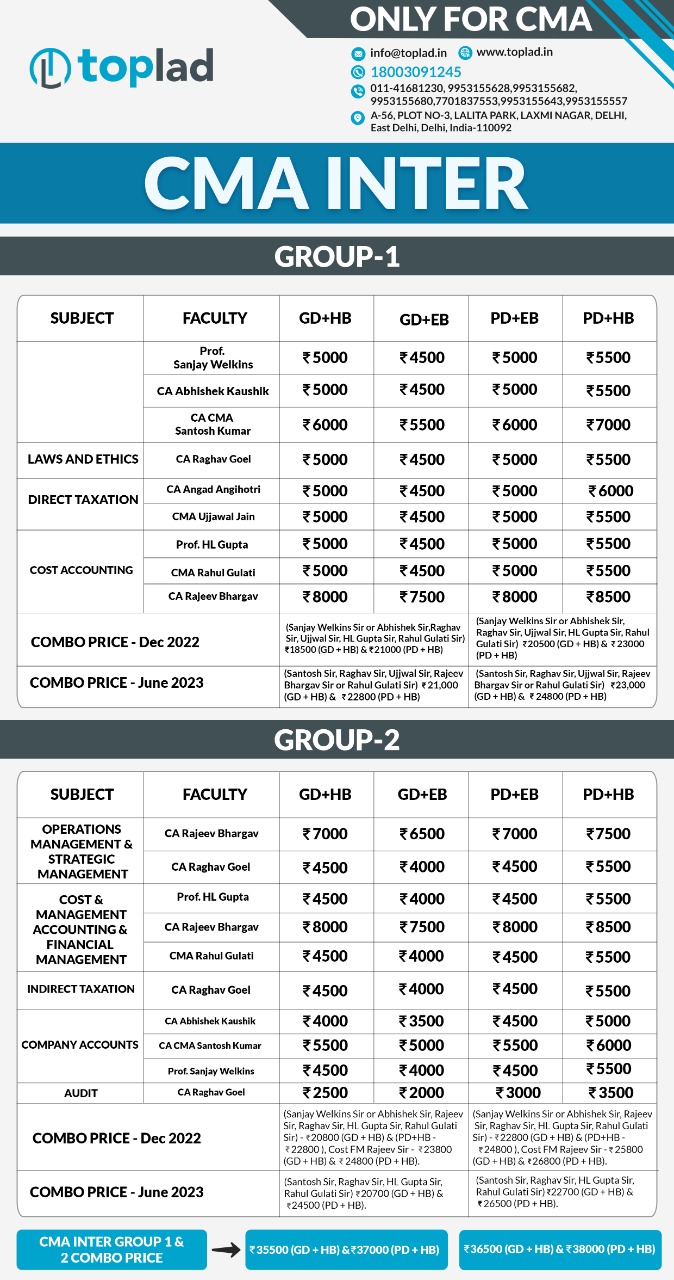 ONLY FOR CMA
toplad
info@toplad.in www.toplad.in
18003091245
011-41681230, 9953155628,9953155682,
9953155680,7701837553,9953155643,9953155557
A-56, PLOT NO-3, LALITA PARK, LAXMI NAGAR, DELHI,
East Delhi, Delhi, India-110092
CMA INTER
GROUP-1
SUBJECT FACULTY GD+HB GD+EB PD+EB PD+HB
Prof.
Sanjay Welkins ₹5000 ₹4500 ₹5000 ₹5500
CA Abhishek Kaushik ₹5000 ₹4500 ₹5000 ₹5500
CA CMA
Santosh Kumar ₹6000 ₹5500 ₹6000 ₹7000
LAWS AND ETHICS CA Raghav Goel ₹5000 ₹4500 ₹5000 ₹5500
DIRECT TAXATION
CA Angad Angihotri ₹5000 ₹4500 ₹5000 ₹6000
CMA Ujjawal Jain ₹5000 ₹4500 ₹5000 ₹5500
COST ACCOUNTING
Prof. HL Gupta ₹5000 ₹4500 ₹5000 ₹5500
CMA Rahul Gulati ₹5000 ₹4500 ₹5000 ₹5500
CA Rajeev Bhargav ₹8000 ₹7500 ₹8000 ₹8500
COMBO PRICE - Dec 2022
(Sanjay Welkins Sir or Abhishek Sir,Raghav
Sir, Ujjwal Sir, HL Gupta Sir, Rahul Gulati Sir)
₹18500 (GD + HB) & ₹21000 (PD + HB)
(Sanjay Welkins Sir or Abhishek Sir,
Raghav Sir, Ujjwal Sir, HL Gupta Sir, Rahul
Gulati Sir) ₹20500 (GD + HB) & ₹23000
(PD + HB)
COMBO PRICE - June 2023
(Santosh Sir, Raghav Sir, Ujjwal Sir, Rajeev
Bhargav Sir or Rahul Gulati Sir) ₹21,000
(GD + HB) & ₹22800 (PD + HB)
(Santosh Sir, Raghav Sir, Ujjwal Sir, Rajeev
Bhargav Sir or Rahul Gulati Sir) ₹23,000
(GD + HB) & ₹24800 (PD + HB)
GROUP-2
SUBJECT FACULTY GD+HB GD+EB PD+EB PD+HB
OPERATIONS
MANAGEMENT &
STRATEGIC
MANAGEMENT
CA Rajeev Bhargav ₹7000 ₹6500 ₹7000 ₹7500
CA Raghav Goel ₹4500 ₹4000 ₹4500 ₹5500
COST &
MANAGEMENT
ACCOUNTING &
FINANCIAL
MANAGEMENT
Prof. HL Gupta ₹4500 ₹4000 ₹4500 ₹5500
CA Rajeev Bhargav ₹8000 ₹7500 ₹8000 ₹8500
CMA Rahul Gulati ₹4500 ₹4000 ₹4500 ₹5500
INDIRECT TAXATION CA Raghav Goel ₹4500 ₹4000 ₹4500 ₹5500
COMPANY ACCOUNTS
CA Abhishek Kaushik ₹4000 ₹3500 ₹4500 ₹5000
CA CMA Santosh Kumar ₹5500 ₹5000 ₹5500 ₹6000
Prof. Sanjay Welkins ₹4500 ₹4000 ₹4500 ₹5500
AUDIT CA Raghav Goel ₹2500 ₹2000 ₹3000 ₹3500
COMBO PRICE - Dec 2022
(Sanjay Welkins Sir or Abhishek Sir, Rajeev
Sir, Raghav Sir, HL Gupta Sir, Rahul Gulati
Sir) - ₹20800 (GD + HB) & (PD+HB -
₹22800 ), Cost FM Rajeev Sir - ₹23800
(GD + HB) & ₹24800 (PD + HB).
(Sanjay Welkins Sir or Abhishek Sir, Rajeev
Sir, Raghav Sir, HL Gupta Sir, Rahul Gulati
Sir) - ₹22800 (GD + HB) & (PD+HB -
₹24800 ), Cost FM Rajeev Sir - ₹25800
(GD + HB) & ₹26800 (PD + HB).
COMBO PRICE - June 2023
(Santosh Sir, Raghav Sir, HL Gupta Sir,
Rahul Gulati Sir) ₹20700 (GD + HB) &
₹24500 (PD + HB).
(Santosh Sir, Raghav Sir, HL Gupta Sir,
Rahul Gulati Sir) ₹22700 (GD + HB) &
₹26500 (PD + HB).
CMA INTER GROUP 1 &
2 COMBO PRICE
₹35500 (GD + HB) & ₹37000 (PD + HB)
₹36500 (GD + HB) & ₹38000 (PD + HB)